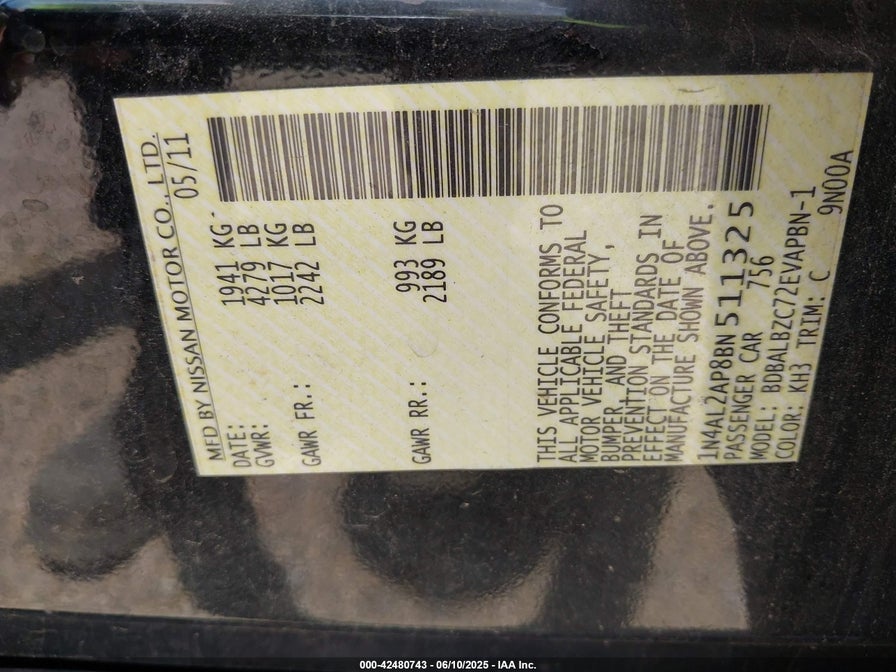 MFD BY NISSAN MOTOR CO., LTD.
DATE: 05/11
GVWR: 1941 KG
4279 LB
GAWR FR.: 1017 KG
2242 LB
GAWR RR.: 993 KG
2189 LB
THIS VEHICLE CONFORMS TO
ALL APPLICABLE FEDERAL
MOTOR VEHICLE SAFETY,
BUMPER, AND THEFT
PREVENTION STANDARDS IN
EFFECT ON THE DATE OF
MANUFACTURE SHOWN ABOVE.
1N4AL2AP8BN511325
PASSENGER CAR 756
MODEL: BDBALBZC72EVAPBN-1
COLOR: KH3 TRIM: C 9N00A
000-42480743 - 06/10/2025 - IAA Inc.